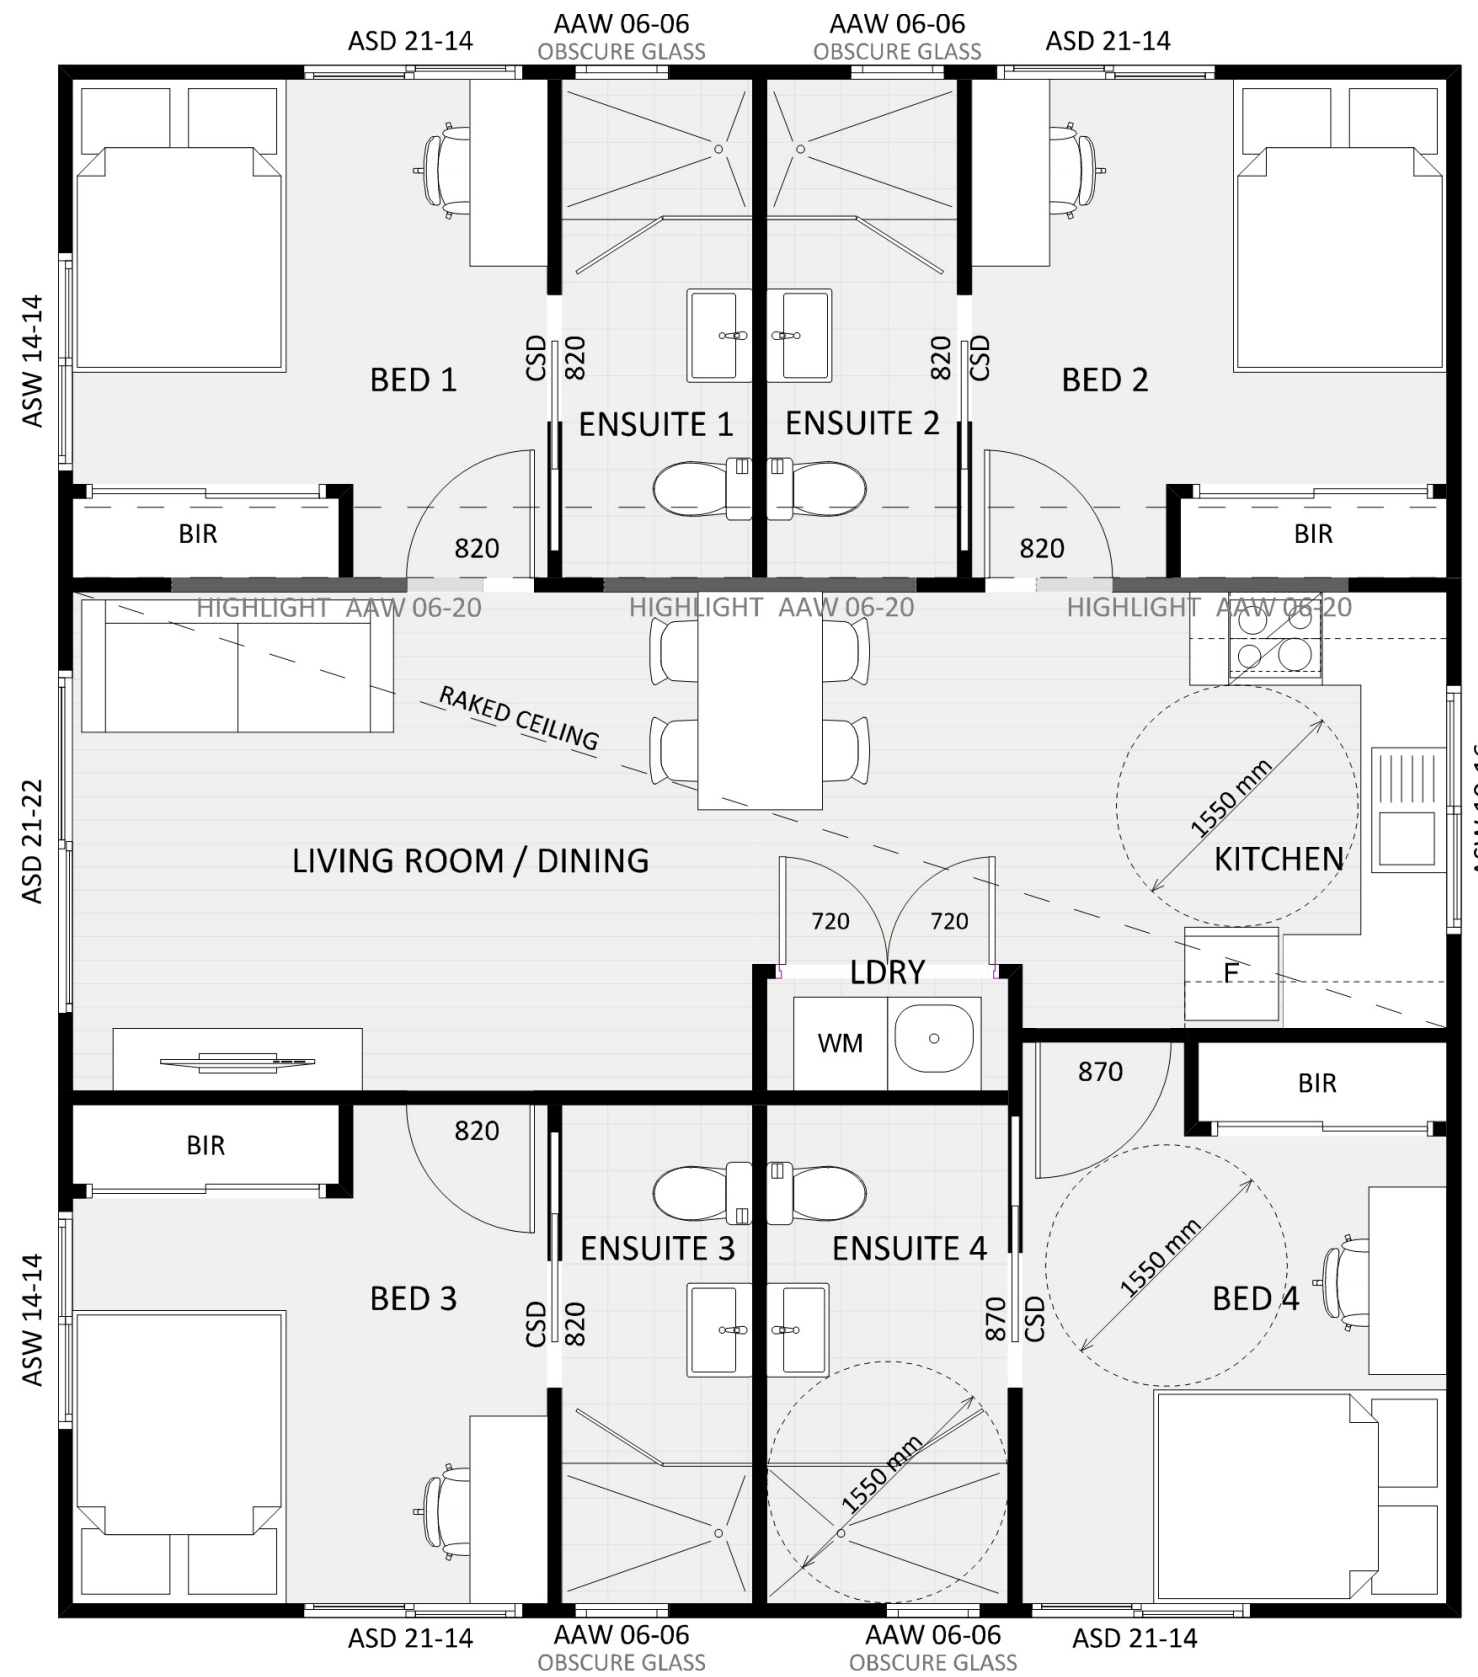 AAW 06-06
AAW 06-06
ASD 21-14
OBSCURE GLASS
OBSCURE GLASS
ASD 21-14
ASW 14-14
BED 1
CSD
820
ENSUITE 1
ENSUITE 2
820
CSD
BED 2
BIR
820
820
BIR
HIGHLIGHT AAW 06-20
HIGHLIGHT AAW 06-20
HIGHLIGHT AAW 06-20
RAKED CEILING
ASD 21-22
LIVING ROOM / DINING
1550 mm
KITCHEN
720
720
LDRY
F
WM
870
BIR
BIR
820
ENSUITE 3
ENSUITE 4
1550 mm
ASW 14-14
BED 3
CSD
820
870
CSD
BED 4
1550 mm
ASD 21-14
AAW 06-06
AAW 06-06
ASD 21-14
OBSCURE GLASS
OBSCURE GLASS